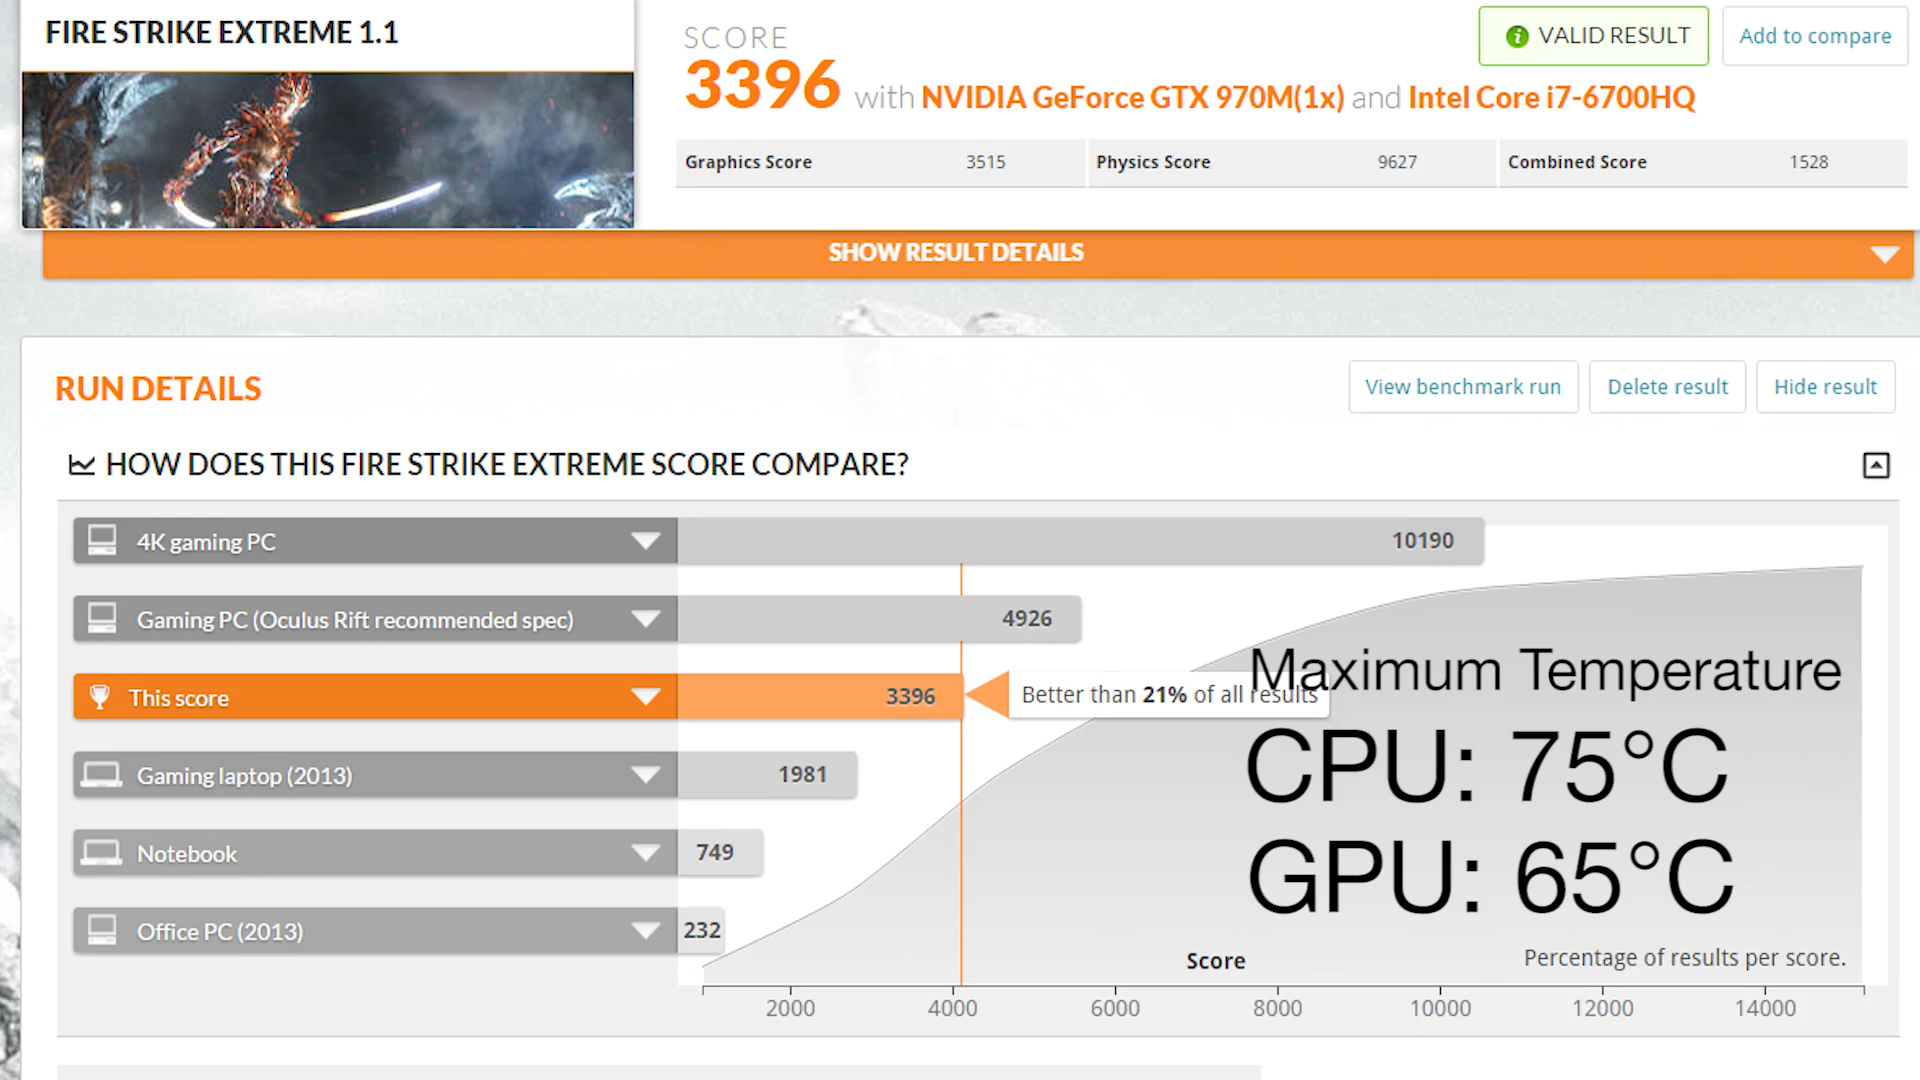 FIRE STRIKE EXTREME 1.1
SCORE
3396 with NVIDIA GeForce GTX 970M(1x) and Intel Core i7-6700HQ
VALID RESULT
Add to compare
Graphics Score 3515
Physics Score 9627
Combined Score 1528
SHOW RESULT DETAILS
RUN DETAILS
View benchmark run
Delete result
Hide result
HOW DOES THIS FIRE STRIKE EXTREME SCORE COMPARE?
4K gaming PC 10190
Gaming PC (Oculus Rift recommended spec) 4926
This score 3396
Better than 21% of all results
Gaming laptop (2013) 1981
Notebook 749
Office PC (2013) 232
Maximum Temperature
CPU: 75°C
GPU: 65°C
Score
Percentage of results per score.
2000 4000 6000 8000 10000 12000 14000